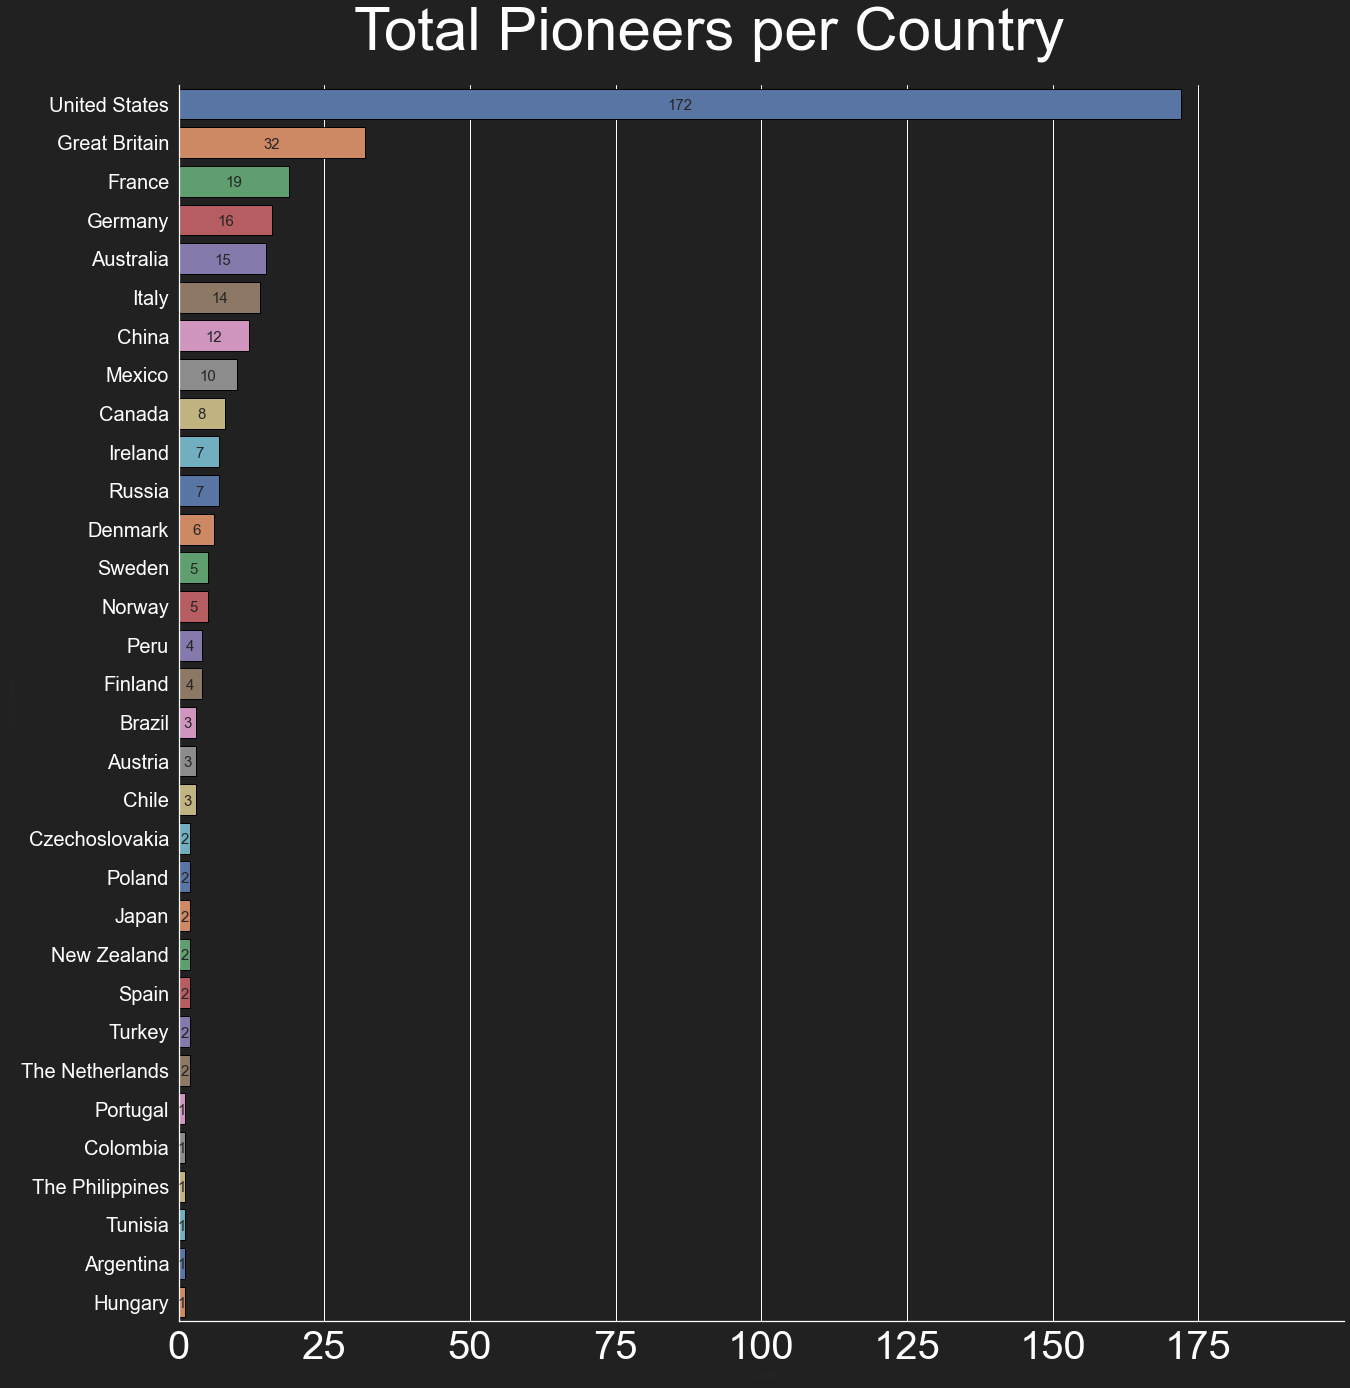 Total Pioneers per Country
United States 172
Great Britain 32
France 19
Germany 16
Australia 15
Italy 14
China 12
Mexico 10
Canada 8
Ireland 7
Russia 7
Denmark 6
Sweden 5
Norway 5
Peru 4
Finland 4
Brazil 3
Austria 3
Chile 3
Czechoslovakia 2
Poland 2
Japan 2
New Zealand 2
Spain 2
Turkey 2
The Netherlands 2
Portugal 1
Colombia 1
The Philippines 1
Tunisia 1
Argentina 1
Hungary 1
0 25 50 75 100 125 150 175